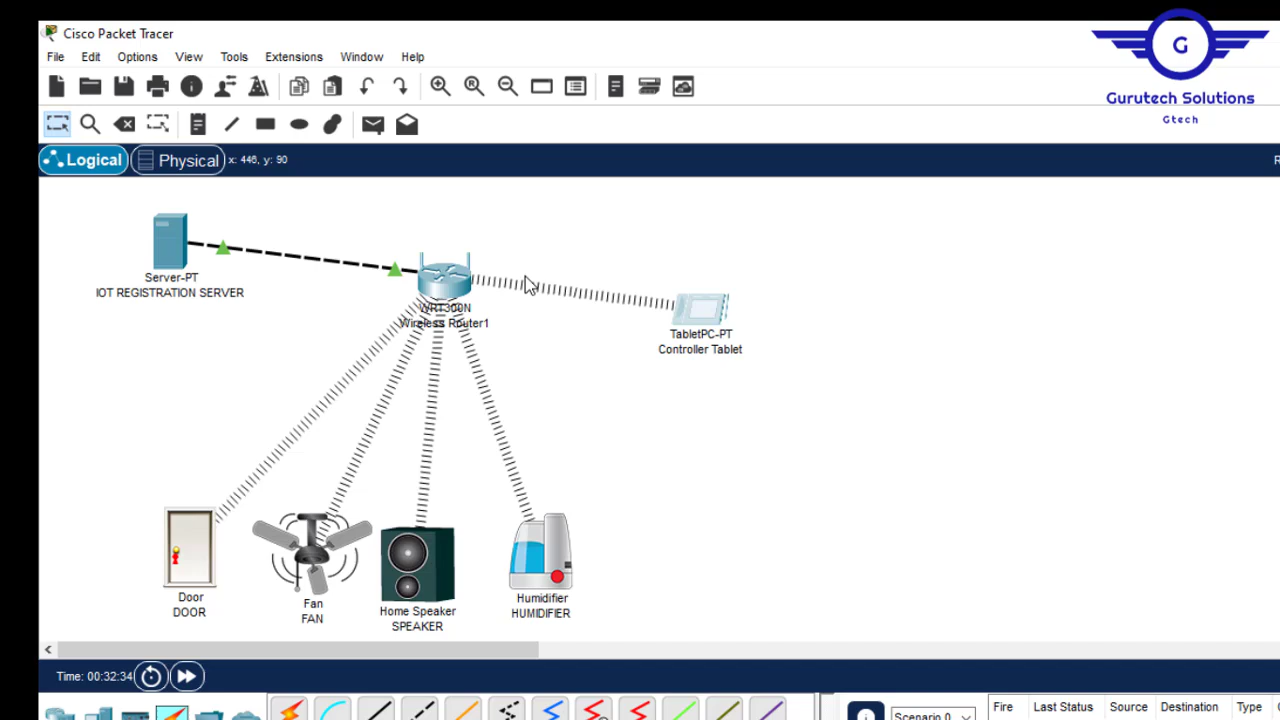 Cisco Packet Tracer
File Edit Options View Tools Extensions Window Help
G
Gurutech Solutions
Gtech
Logical Physical x: 446, y: 90
R
Server-PT
IOT REGISTRATION SERVER
WRT300N
Wireless Router1
TabletPC-PT
Controller Tablet
Door
DOOR
Fan
FAN
Home Speaker
SPEAKER
Humidifier
HUMIDIFIER
Time: 00:32:34
Scenario 0
Fire Last Status Source Destination Type